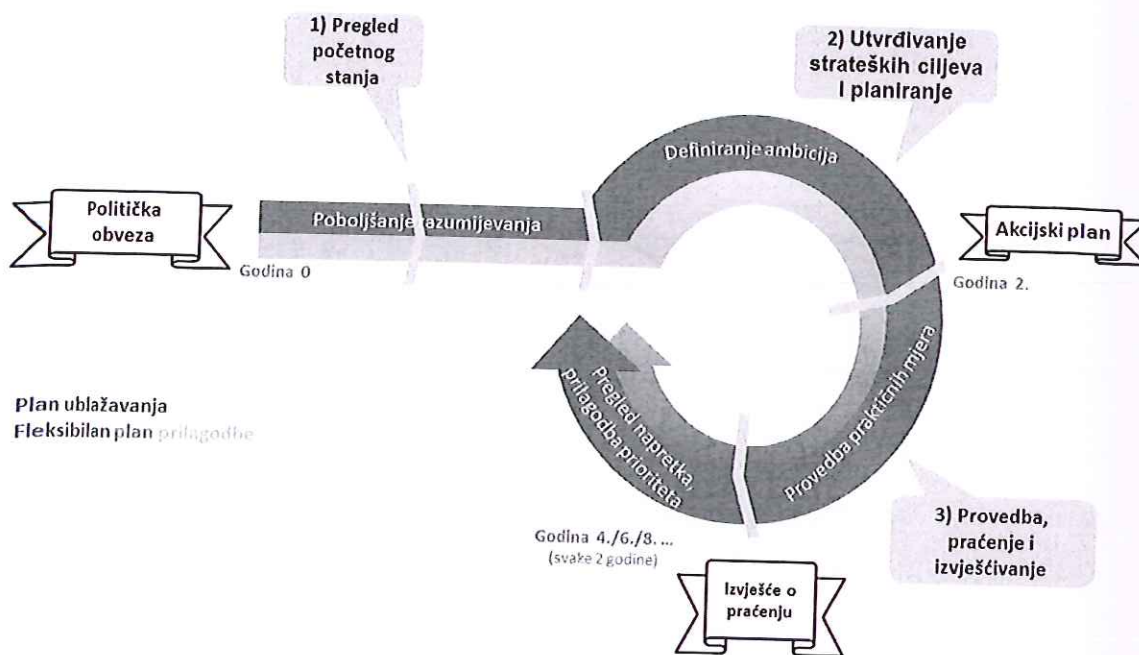 1) Pregled
početnog
stanja
2) Utvrđivanje
strateških ciljeva
I planiranje
Definiranje ambicija
Politička
obveza
Poboljšanje razumijevanja
Akcijski plan
Godina 0
Godina 2.
Pregled napretka,
prilagodba prioriteta
Provedba praktičnih mjera
Plan ublažavanja
Fleksibilan plan prilagodbe
3) Provedba,
praćenje i
izvješćivanje
Godina 4./6./8. ...
(svake 2 godine)
Izvješće o
praćenju